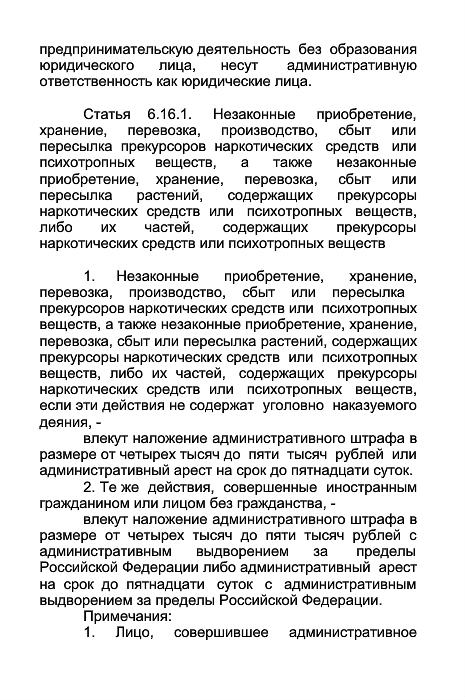 предпринимательскую деятельность без образования
юридического лица, несут административную
ответственность как юридические лица.
Статья 6.16.1. Незаконные приобретение,
хранение, перевозка, производство, сбыт или
пересылка прекурсоров наркотических средств или
психотропных веществ, а также незаконные
приобретение, хранение, перевозка, сбыт или
пересылка растений, содержащих прекурсоры
наркотических средств или психотропных веществ,
либо их частей, содержащих прекурсоры
наркотических средств или психотропных веществ
1. Незаконные приобретение, хранение,
перевозка, производство, сбыт или пересылка
прекурсоров наркотических средств или психотропных
веществ, а также незаконные приобретение, хранение,
перевозка, сбыт или пересылка растений, содержащих
прекурсоры наркотических средств или психотропных
веществ, либо их частей, содержащих прекурсоры
наркотических средств или психотропных веществ,
если эти действия не содержат уголовно наказуемого
деяния, -
влекут наложение административного штрафа в
размере от четырех тысяч до пяти тысяч рублей или
административный арест на срок до пятнадцати суток.
2. Те же действия, совершенные иностранным
гражданином или лицом без гражданства, -
влекут наложение административного штрафа в
размере от четырех тысяч до пяти тысяч рублей с
административным выдворением за пределы
Российской Федерации либо административный арест
на срок до пятнадцати суток с административным
выдворением за пределы Российской Федерации.
Примечания:
1. Лицо, совершившее административное